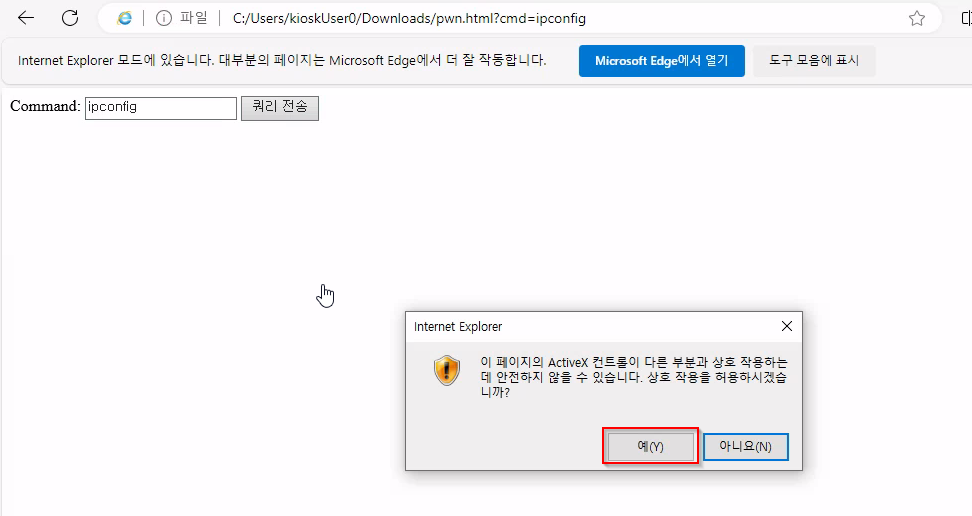 파일 C:/Users/kioskUser0/Downloads/pwn.html?cmd=ipconfig
Internet Explorer 모드에 있습니다. 대부분의 페이지는 Microsoft Edge에서 더 잘 작동합니다. Microsoft Edge에서 열기 도구 모음에 표시
Command: ipconfig 쿼리 전송
Internet Explorer
이 페이지의 ActiveX 컨트롤이 다른 부분과 상호 작용하는
데 안전하지 않을 수 있습니다. 상호 작용을 허용하시겠습
니까?
예(Y) 아니요(N)